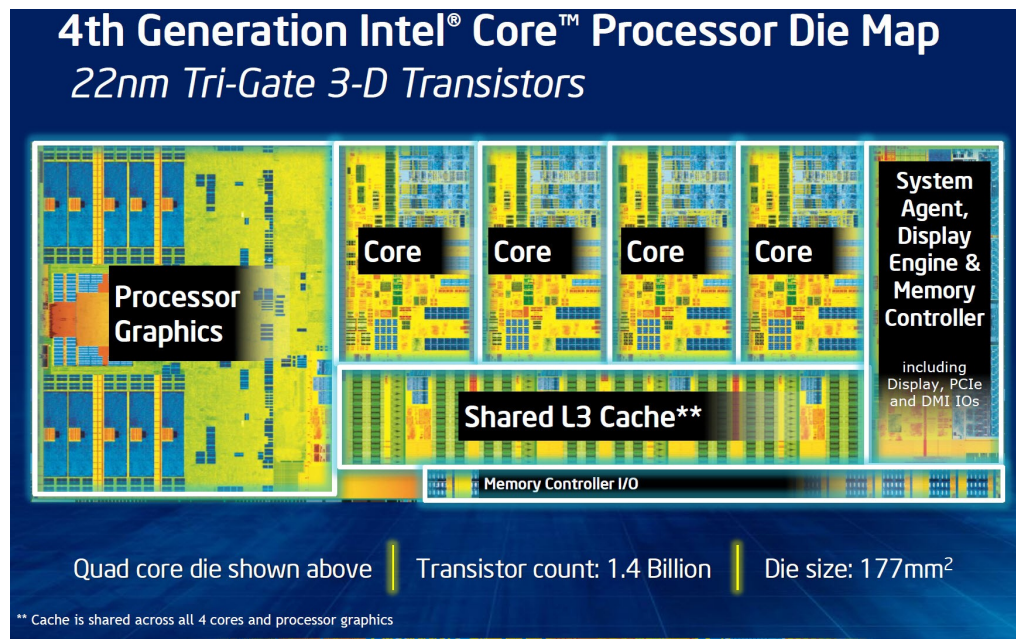 4th Generation Intel® Core™ Processor Die Map
22nm Tri-Gate 3-D Transistors
Processor
Graphics
Core
Core
Core
Core
System
Agent,
Display
Engine &
Memory
Controller
including
Display, PCIe
and DMI IOs
Shared L3 Cache**
Memory Controller I/O
Quad core die shown above
Transistor count: 1.4 Billion
Die size: 177mm²
** Cache is shared across all 4 cores and processor graphics